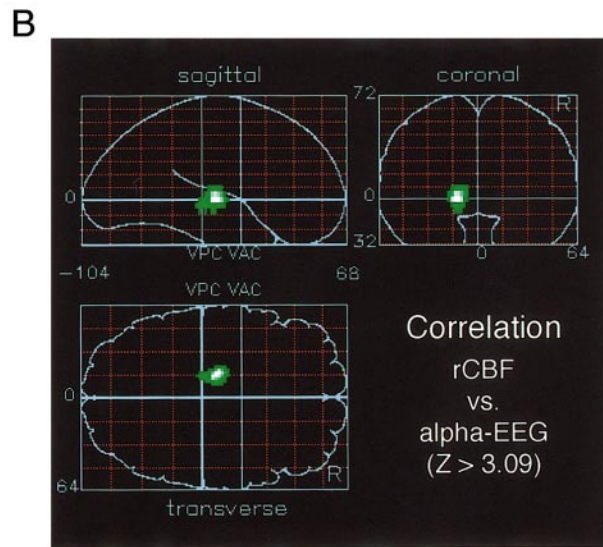 B
sagittal
coronal
72
R
0
0
32
VPC VAC
-104
68
0
64
VPC VAC
0
64
R
transverse
Correlation
rCBF
vs.
alpha-EEG
(Z > 3.09)